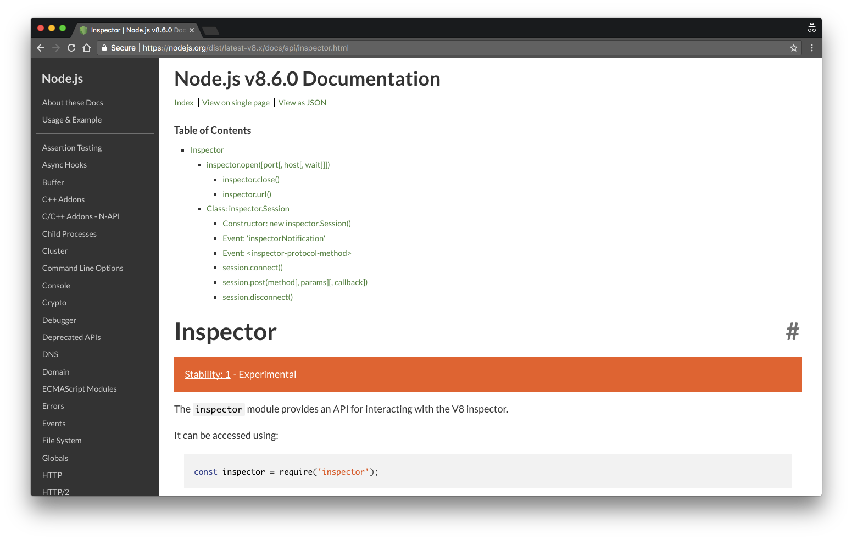 Inspector | Node.js v8.6.0 Doc
Secure
https://nodejs.org/dist/latest-v8.x/docs/api/inspector.html
Node.js
About these Docs
Usage & Example
Assertion Testing
Async Hooks
Buffer
C++ Addons
C/C++ Addons - N-API
Child Processes
Cluster
Command Line Options
Console
Crypto
Debugger
Deprecated APIs
DNS
Domain
ECMAScript Modules
Errors
Events
File System
Globals
HTTP
HTTP/2
Node.js v8.6.0 Documentation
Index | View on single page | View as JSON
Table of Contents
Inspector
inspector.open([port[, host[, wait]]])
inspector.close()
inspector.url()
Class: inspector.Session
Constructor: new inspector.Session()
Event: 'inspectorNotification'
Event: <inspector-protocol-method>
session.connect()
session.post(method[, params][, callback])
session.disconnect()
Inspector #
Stability: 1 - Experimental
The inspector module provides an API for interacting with the V8 inspector.
It can be accessed using:
const inspector = require('inspector');